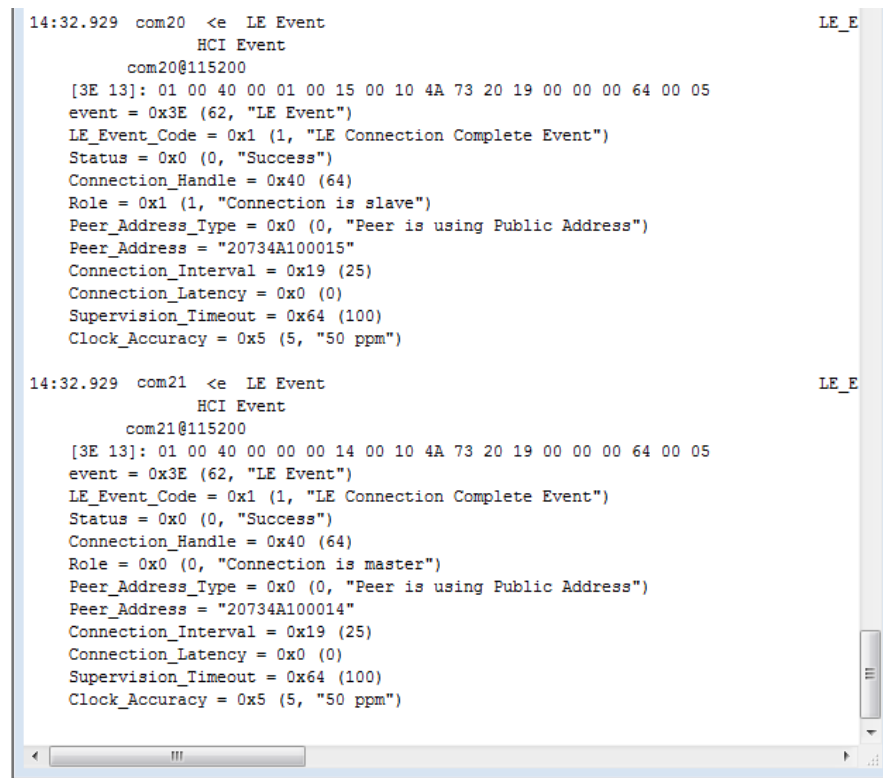 14:32.929 com20 <e LE Event LE_E
HCI Event
com20@115200
[3E 13]: 01 00 40 00 01 00 15 00 10 4A 73 20 19 00 00 00 64 00 05
event = 0x3E (62, "LE Event")
LE_Event_Code = 0x1 (1, "LE Connection Complete Event")
Status = 0x0 (0, "Success")
Connection_Handle = 0x40 (64)
Role = 0x1 (1, "Connection is slave")
Peer_Address_Type = 0x0 (0, "Peer is using Public Address")
Peer_Address = "20734A100015"
Connection_Interval = 0x19 (25)
Connection_Latency = 0x0 (0)
Supervision_Timeout = 0x64 (100)
Clock_Accuracy = 0x5 (5, "50 ppm")
14:32.929 com21 <e LE Event LE_E
HCI Event
com21@115200
[3E 13]: 01 00 40 00 00 00 14 00 10 4A 73 20 19 00 00 00 64 00 05
event = 0x3E (62, "LE Event")
LE_Event_Code = 0x1 (1, "LE Connection Complete Event")
Status = 0x0 (0, "Success")
Connection_Handle = 0x40 (64)
Role = 0x0 (0, "Connection is master")
Peer_Address_Type = 0x0 (0, "Peer is using Public Address")
Peer_Address = "20734A100014"
Connection_Interval = 0x19 (25)
Connection_Latency = 0x0 (0)
Supervision_Timeout = 0x64 (100)
Clock_Accuracy = 0x5 (5, "50 ppm")